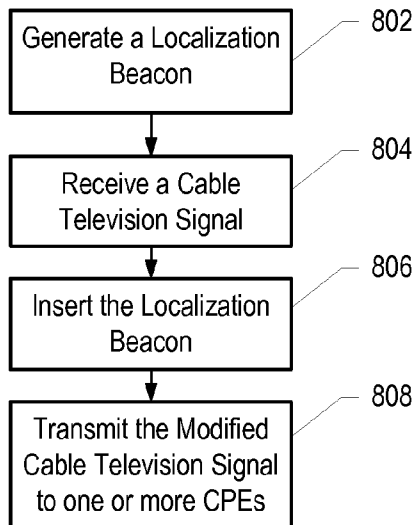 Generate a Localization
Beacon
802
Receive a Cable
Television Signal
804
Insert the Localization
Beacon
806
Transmit the Modified
Cable Television Signal
to one or more CPEs
808